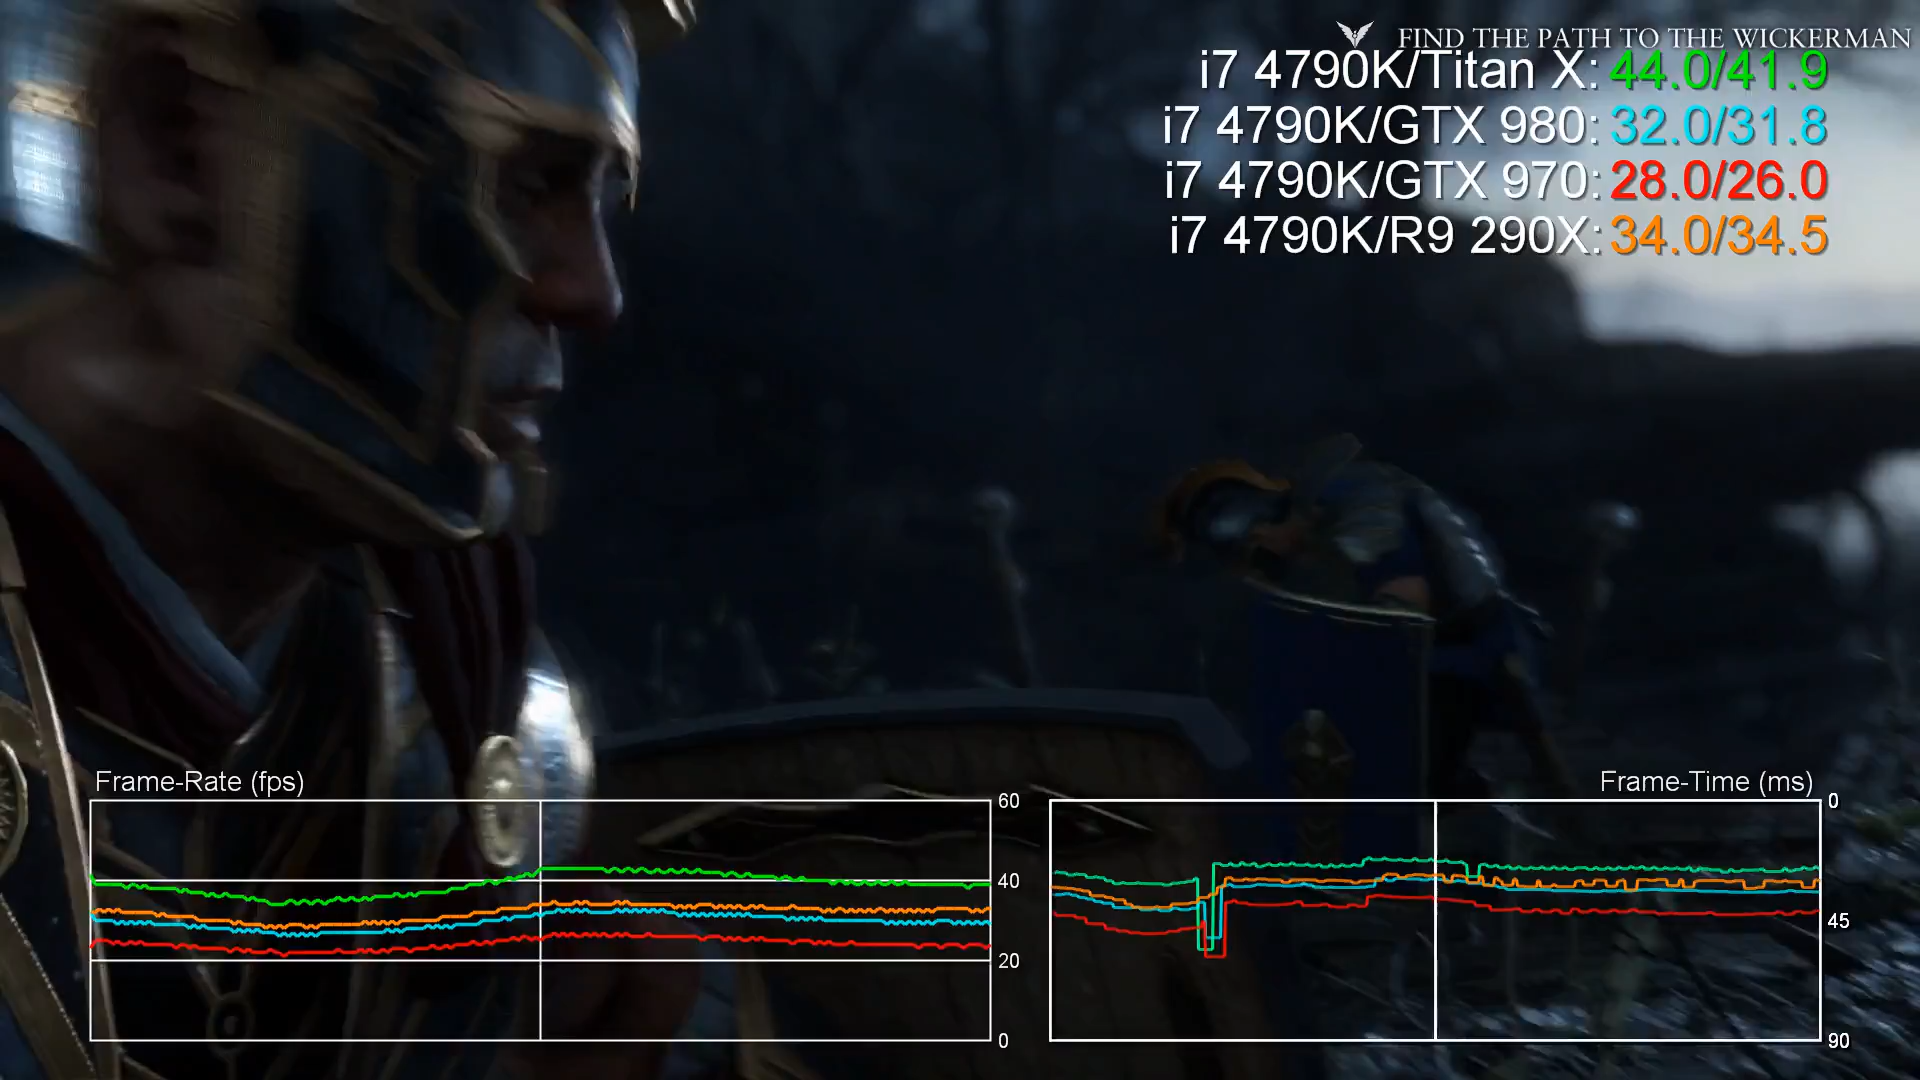 FIND THE PATH TO THE WICKERMAN
i7 4790K/Titan X: 44.0/41.9
i7 4790K/GTX 980: 32.0/31.8
i7 4790K/GTX 970: 28.0/26.0
i7 4790K/R9 290X: 34.0/34.5
Frame-Rate (fps)
60
40
20
0
Frame-Time (ms)
0
45
90